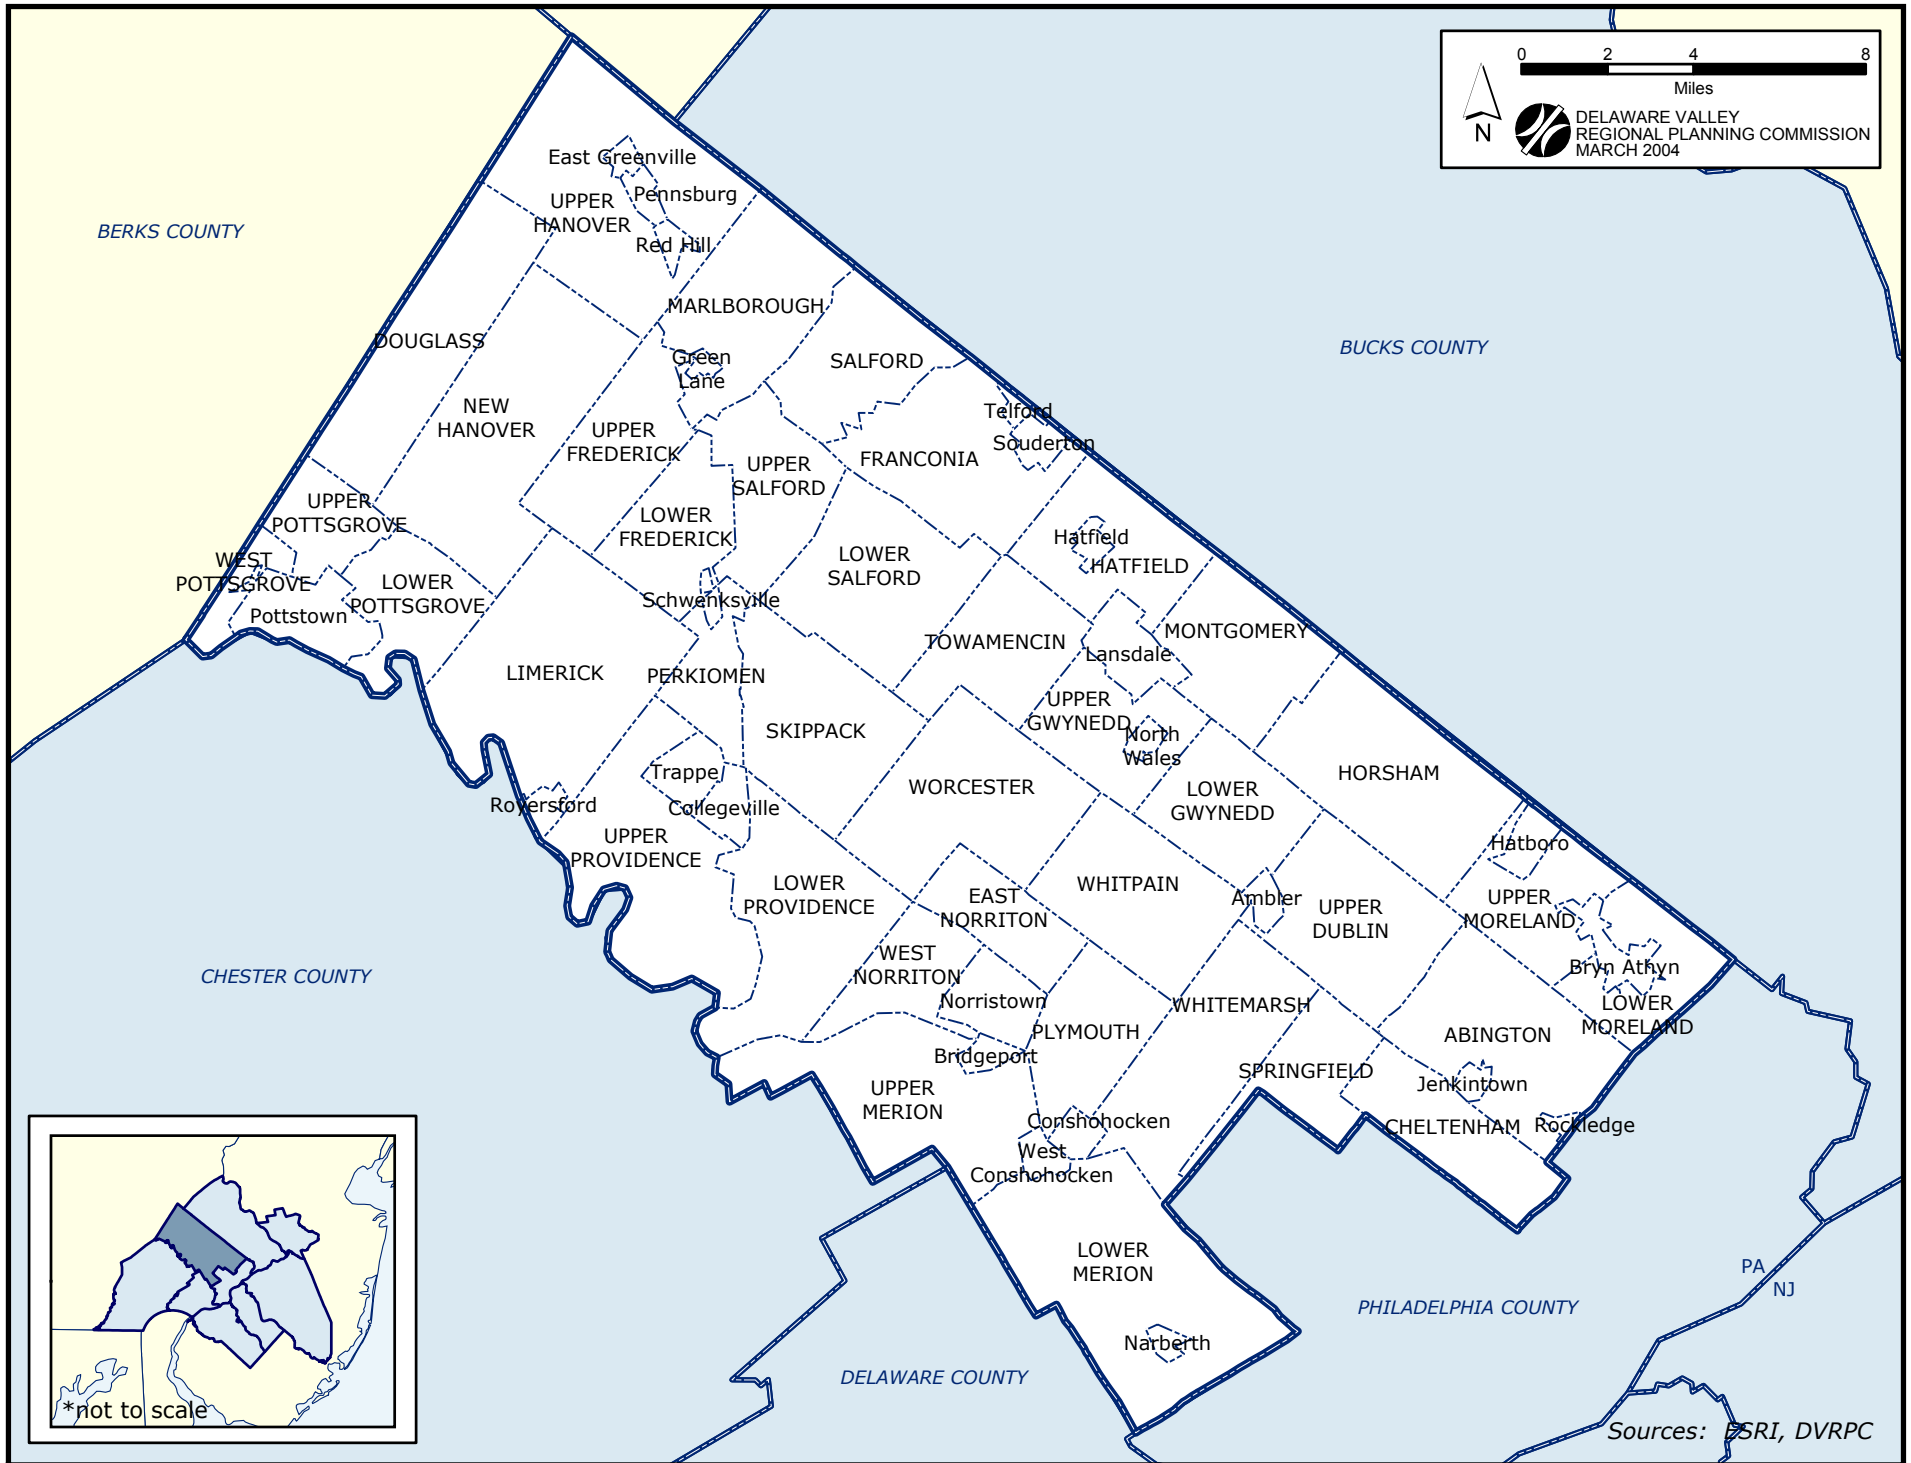 0 2 4 8
Miles
N
DELAWARE VALLEY
REGIONAL PLANNING COMMISSION
MARCH 2004
East Greenville
Pennsburg
UPPER
HANOVER
Red Hill
BERKS COUNTY
MARLBOROUGH
DOUGLASS
BUCKS COUNTY
Green
Lane
SALFORD
NEW
HANOVER
Telford
Souderton
UPPER
FREDERICK
FRANCONIA
UPPER
SALFORD
UPPER
POTTSGROVE
LOWER
FREDERICK
Hatfield
HATFIELD
LOWER
SALFORD
WEST
POTTSGROVE
LOWER
POTTSGROVE
Pottstown
Schwenksville
TOWAMENCIN
MONTGOMERY
Lansdale
LIMERICK
PERKIOMEN
UPPER
GWYNEDD
SKIPPACK
North
Wales
Trappe
HORSHAM
WORCESTER
LOWER
GWYNEDD
Royersford
Collegeville
UPPER
PROVIDENCE
Hatboro
LOWER
PROVIDENCE
EAST
NORRITON
WHITPAIN
Ambler
UPPER
DUBLIN
UPPER
MORELAND
WEST
NORRITON
CHESTER COUNTY
Bryn Athyn
Norristown
WHITEMARSH
LOWER
MORELAND
PLYMOUTH
ABINGTON
Bridgeport
SPRINGFIELD
Jenkintown
UPPER
MERION
Conshohocken
CHELTENHAM
Rockledge
West
Conshohocken
LOWER
MERION
PA
NJ
PHILADELPHIA COUNTY
Narberth
DELAWARE COUNTY
*not to scale
Sources: ESRI, DVRPC